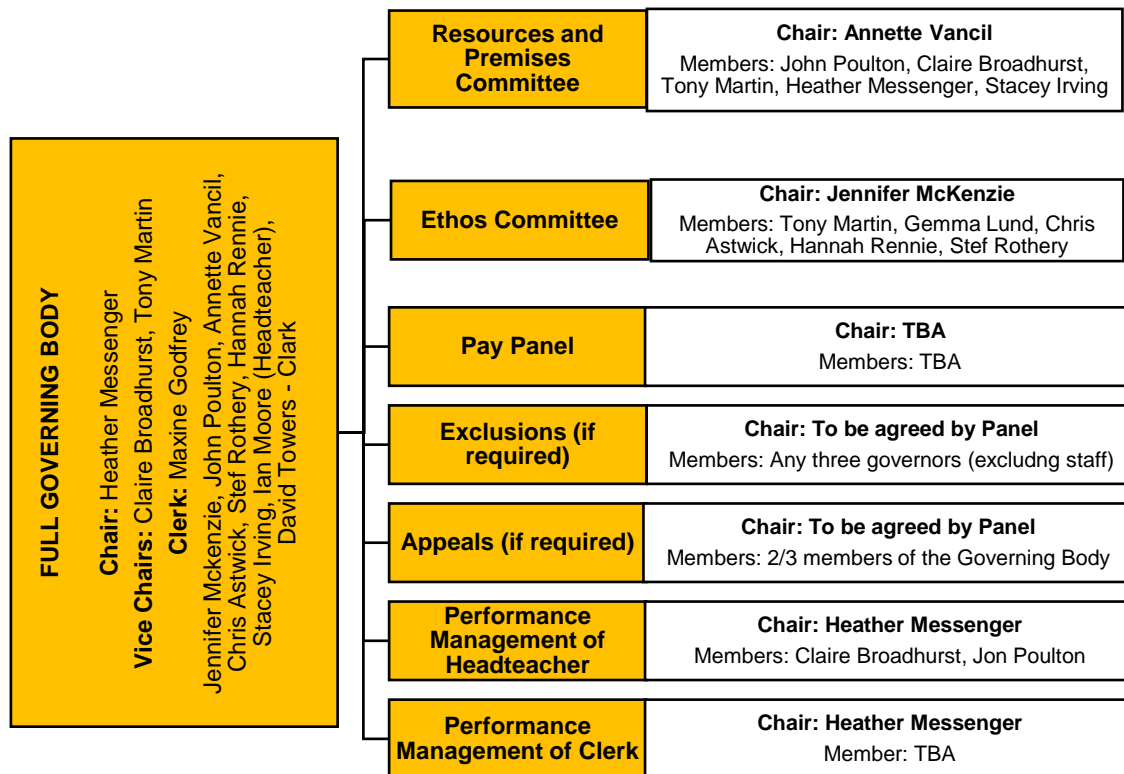 FULL GOVERNING BODY
Chair: Heather Messenger
Vice Chairs: Claire Broadhurst, Tony Martin
Clerk: Maxine Godfrey
Jennifer Mckenzie, John Poulton, Annette Vancil,
Chris Astwick, Stef Rothery, Hannah Rennie,
Stacey Irving, Ian Moore (Headteacher),
David Towers - Clark
Resources and
Premises
Committee
Chair: Annette Vancil
Members: John Poulton, Claire Broadhurst,
Tony Martin, Heather Messenger, Stacey Irving
Ethos Committee
Chair: Jennifer McKenzie
Members: Tony Martin, Gemma Lund, Chris
Astwick, Hannah Rennie, Stef Rothery
Pay Panel
Chair: TBA
Members: TBA
Exclusions (if
required)
Chair: To be agreed by Panel
Members: Any three governors (excludng staff)
Appeals (if required)
Chair: To be agreed by Panel
Members: 2/3 members of the Governing Body
Performance
Management of
Headteacher
Chair: Heather Messenger
Members: Claire Broadhurst, Jon Poulton
Performance
Management of Clerk
Chair: Heather Messenger
Member: TBA